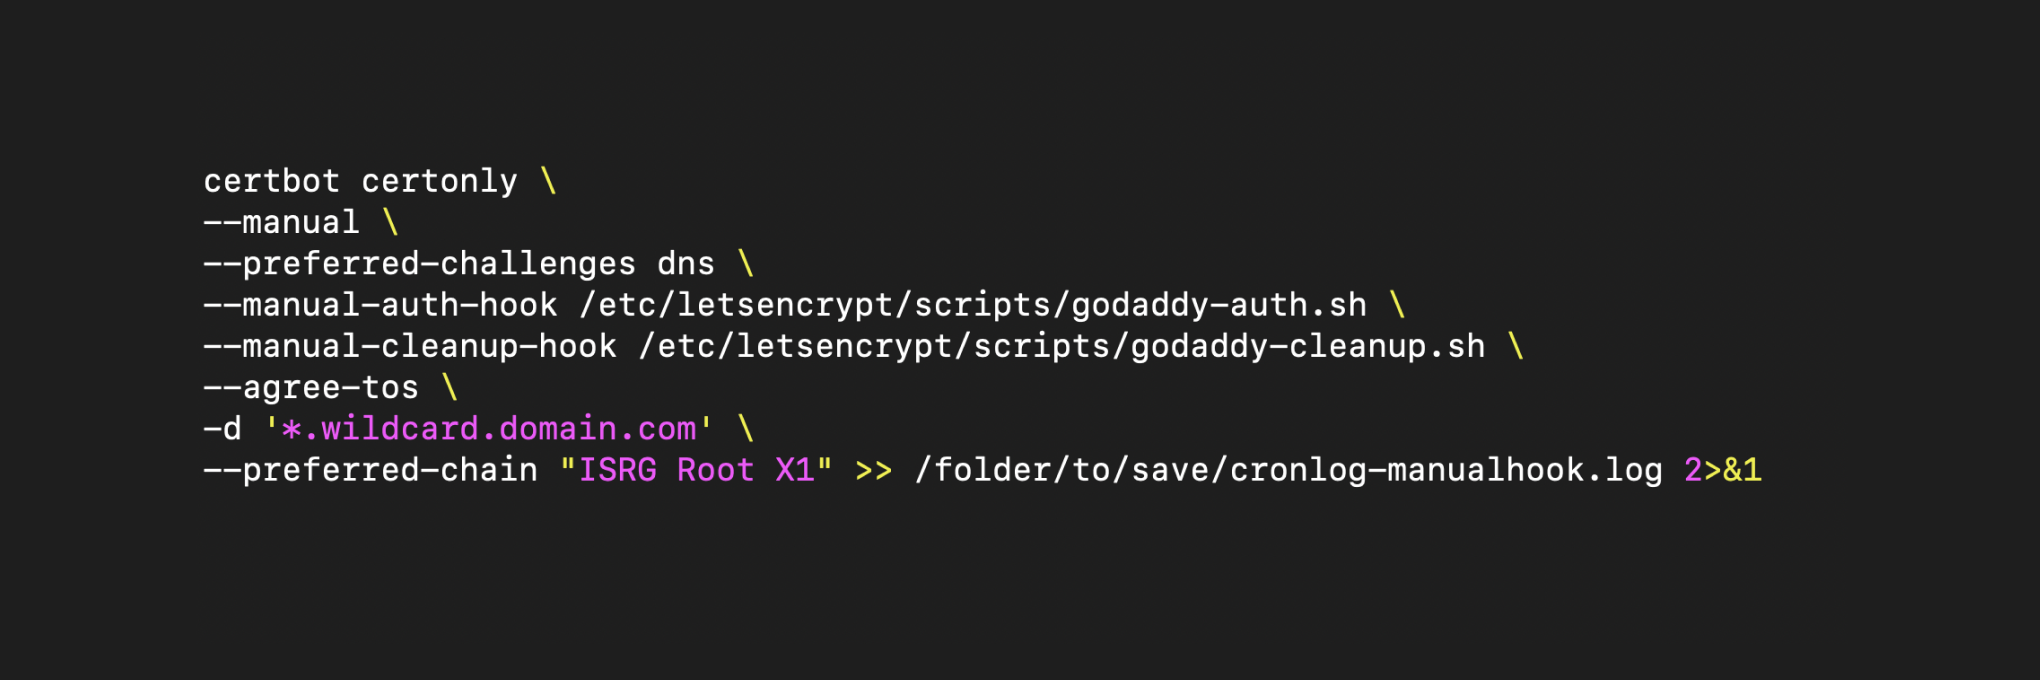 certbot certonly \
--manual \
--preferred-challenges dns \
--manual-auth-hook /etc/letsencrypt/scripts/godaddy-auth.sh \
--manual-cleanup-hook /etc/letsencrypt/scripts/godaddy-cleanup.sh \
--agree-tos \
-d '*.wildcard.domain.com' \
--preferred-chain "ISRG Root X1" >> /folder/to/save/cronlog-manualhook.log 2>&1